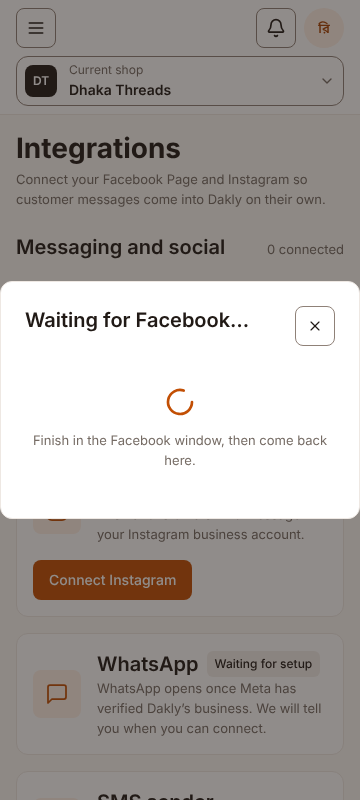 রি
DT
Current shop
Dhaka Threads
Integrations
Connect your Facebook Page and Instagram so
customer messages come into Dakly on their own.
Messaging and social
0 connected
Waiting for Facebook...
Finish in the Facebook window, then come back
here.
your Instagram business account.
Connect Instagram
WhatsApp
Waiting for setup
WhatsApp opens once Meta has
verified Dakly’s business. We will tell
you when you can connect.
SMS sender